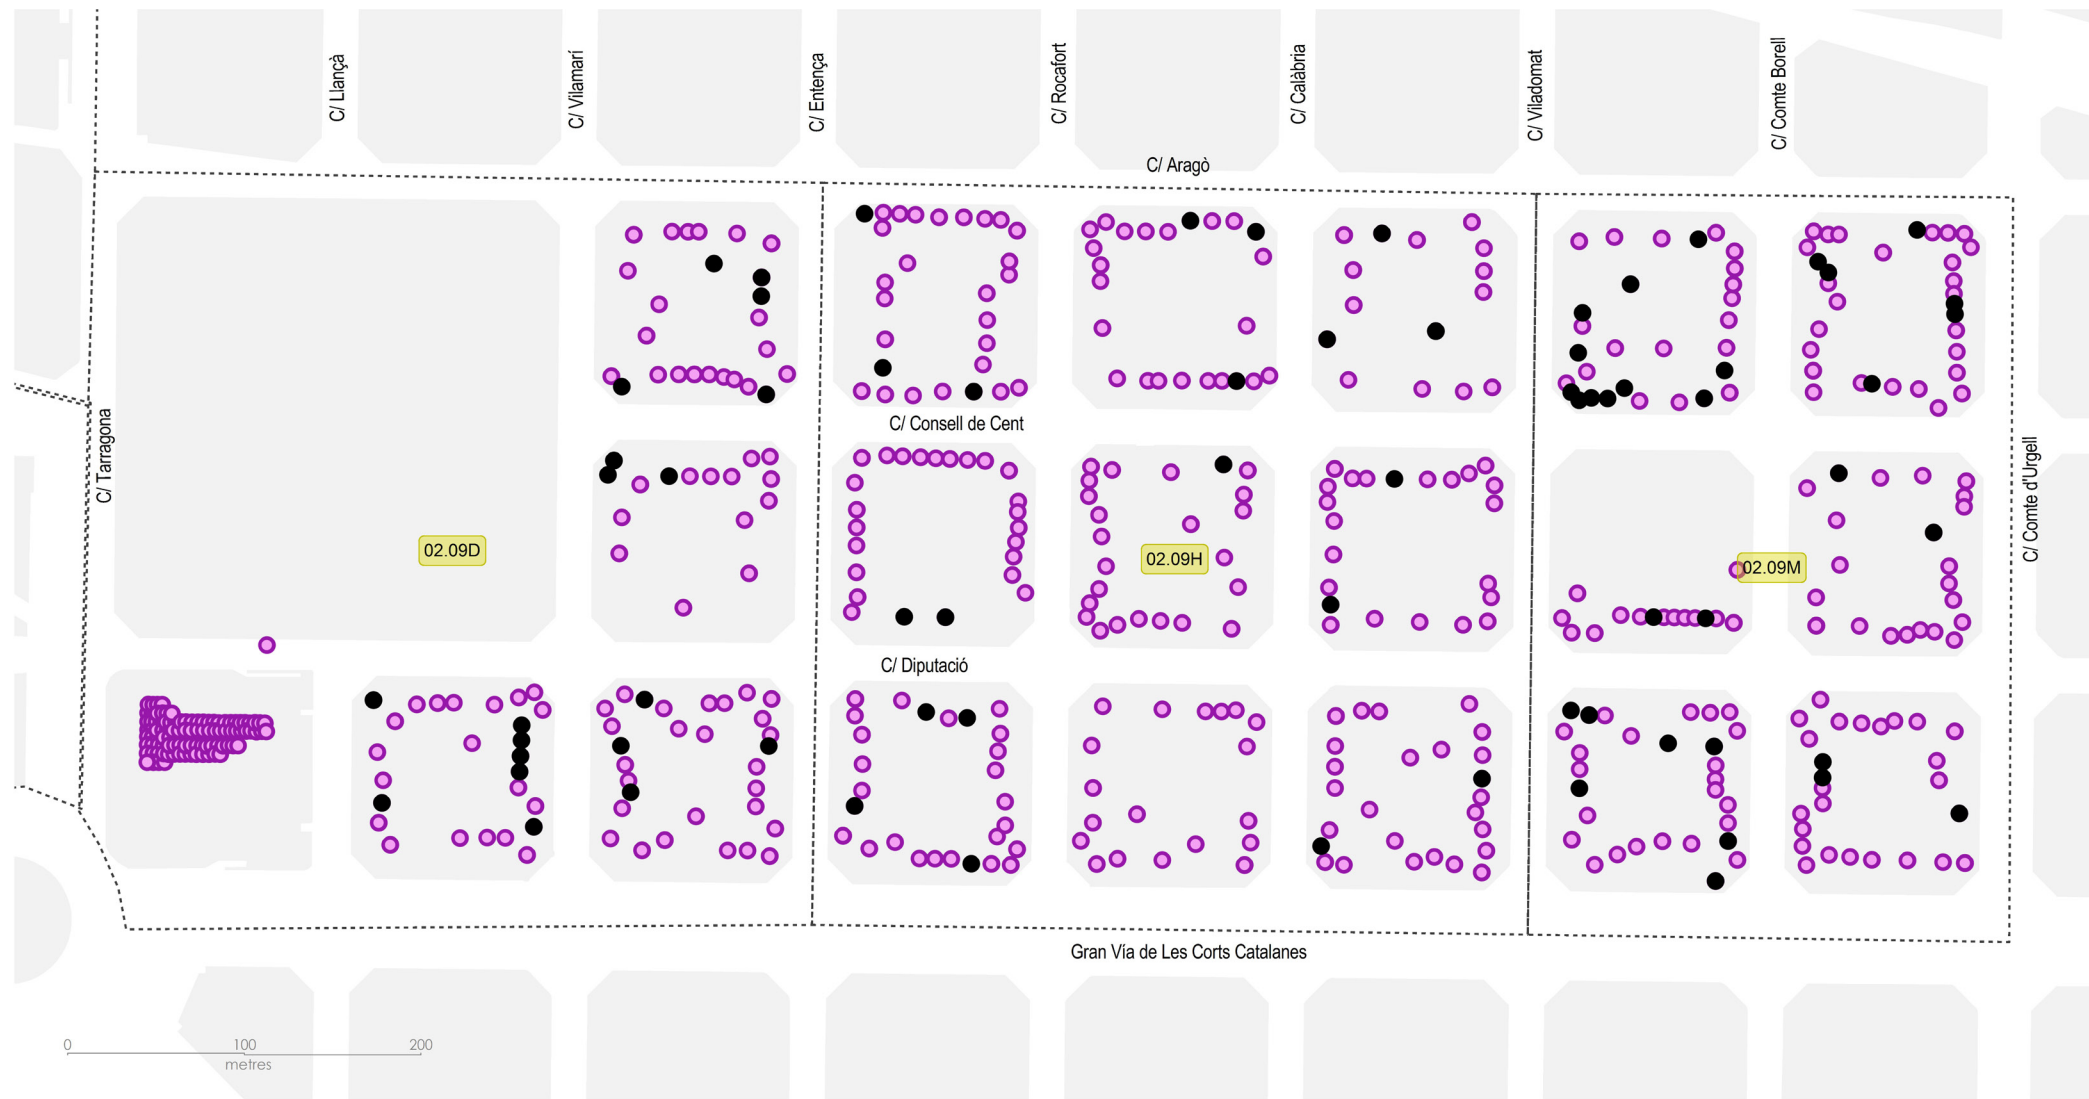 C/ Llançà
C/ Vilamarí
C/ Entença
C/ Rocafort
C/ Calàbria
C/ Viladomat
C/ Comte Borell
C/ Aragò
C/ Tarragona
C/ Consell de Cent
C/ Comte d'Urgell
02.09D
02.09H
02.09M
C/ Diputació
Gran Vía de Les Corts Catalanes
0 100 200
metres